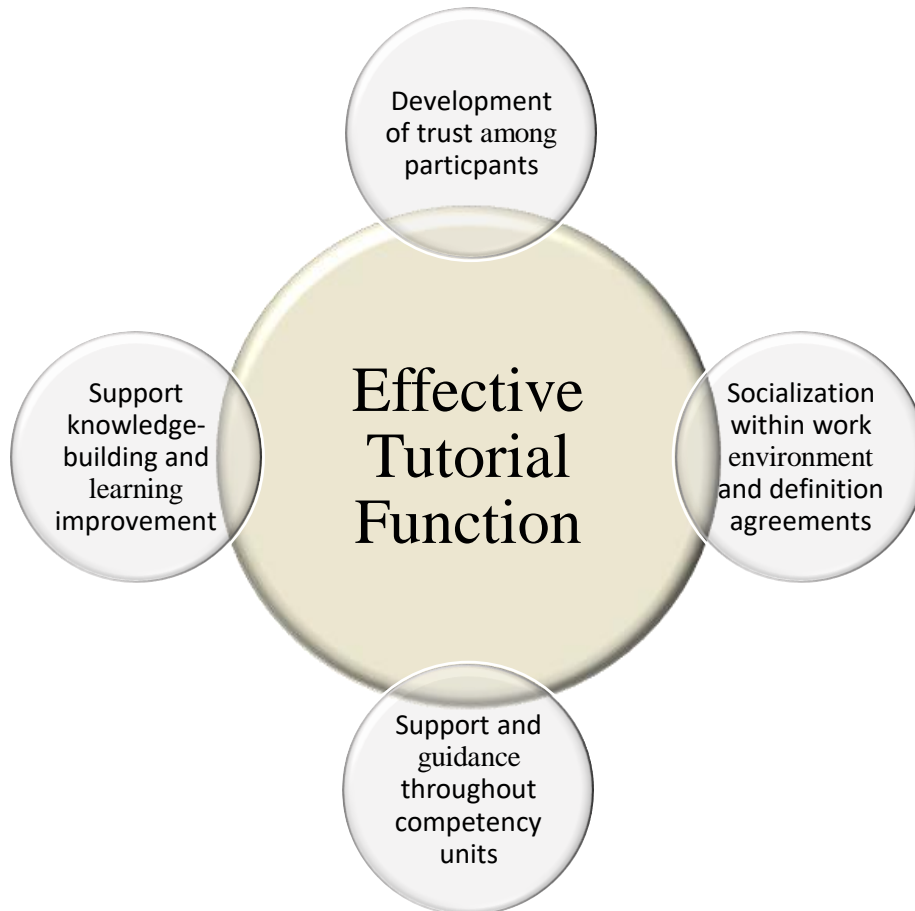 Development
of trust among
particpants
Support
knowledge-
building and
learning
improvement
Effective
Tutorial
Function
Socialization
within work
environment
and definition
agreements
Support and
guidance
throughout
competency
units